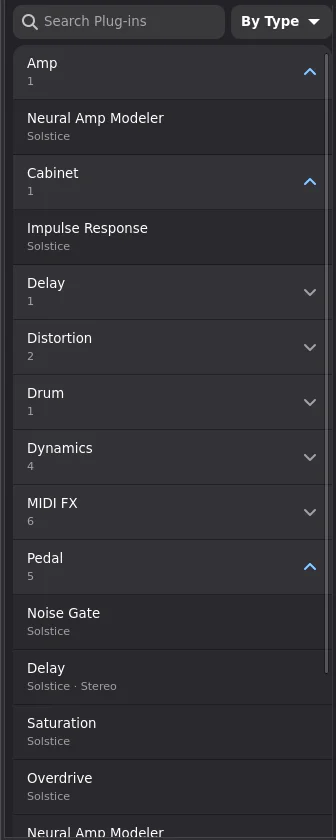 Search Plug-ins
By Type
Amp
1
Neural Amp Modeler
Solstice
Cabinet
1
Impulse Response
Solstice
Delay
1
Distortion
2
Drum
1
Dynamics
4
MIDI FX
6
Pedal
5
Noise Gate
Solstice
Delay
Solstice · Stereo
Saturation
Solstice
Overdrive
Solstice
Neural Amp Modeler